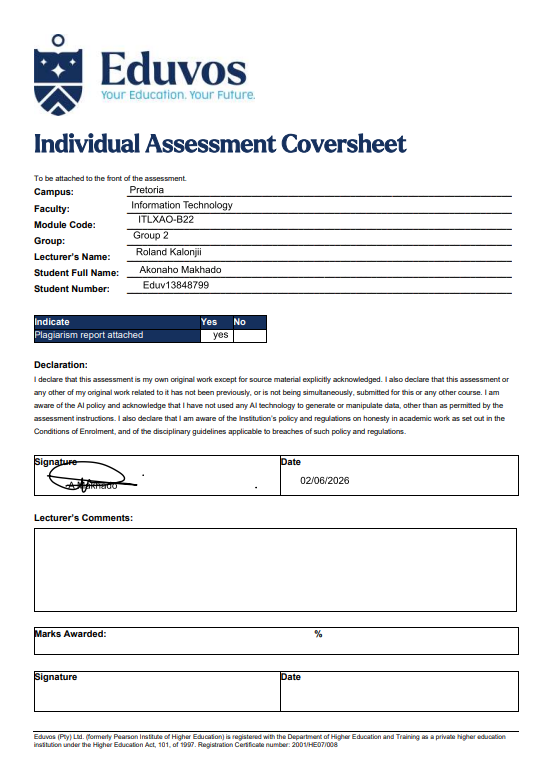 Eduvos
Your Education. Your Future.
Individual Assessment Coversheet
To be attached to the front of the assessment.
Campus: Pretoria
Faculty: Information Technology
Module Code: ITLXAO-B22
Group: Group 2
Lecturer's Name: Roland Kalonjii
Student Full Name: Akonaho Makhado
Student Number: Eduv13848799
Indicate Yes No
Plagiarism report attached yes
Declaration:
I declare that this assessment is my own original work except for source material explicitly acknowledged. I also declare that this assessment or
any other of my original work related to it has not been previously, or is not being simultaneously, submitted for this or any other course. I am
aware of the AI policy and acknowledge that I have not used any AI technology to generate or manipulate data, other than as permitted by the
assessment instructions. I also declare that I am aware of the Institution's policy and regulations on honesty in academic work as set out in the
Conditions of Enrolment, and of the disciplinary guidelines applicable to breaches of such policy and regulations.
Signature Date
A Makhado 02/06/2026
Lecturer's Comments:
Marks Awarded: %
Signature Date
Eduvos (Pty) Ltd. (formerly Pearson Institute of Higher Education) is registered with the Department of Higher Education and Training as a private higher education
institution under the Higher Education Act, 101, of 1997. Registration Certificate number: 2001/HE07/008